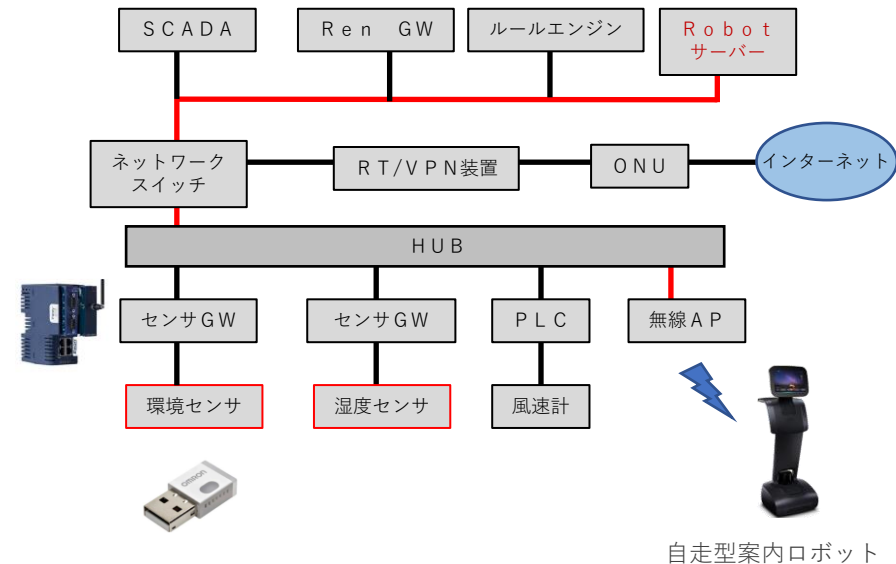 ＳＣＡＤＡ
Ｒｅｎ　ＧＷ
ルールエンジン
Ｒｏｂｏｔ
サーバー
ネットワーク
スイッチ
ＲＴ/ＶＰＮ装置
ＯＮＵ
インターネット
ＨＵＢ
センサＧＷ
センサＧＷ
ＰＬＣ
無線ＡＰ
環境センサ
湿度センサ
風速計
OMRON
自走型案内ロボット